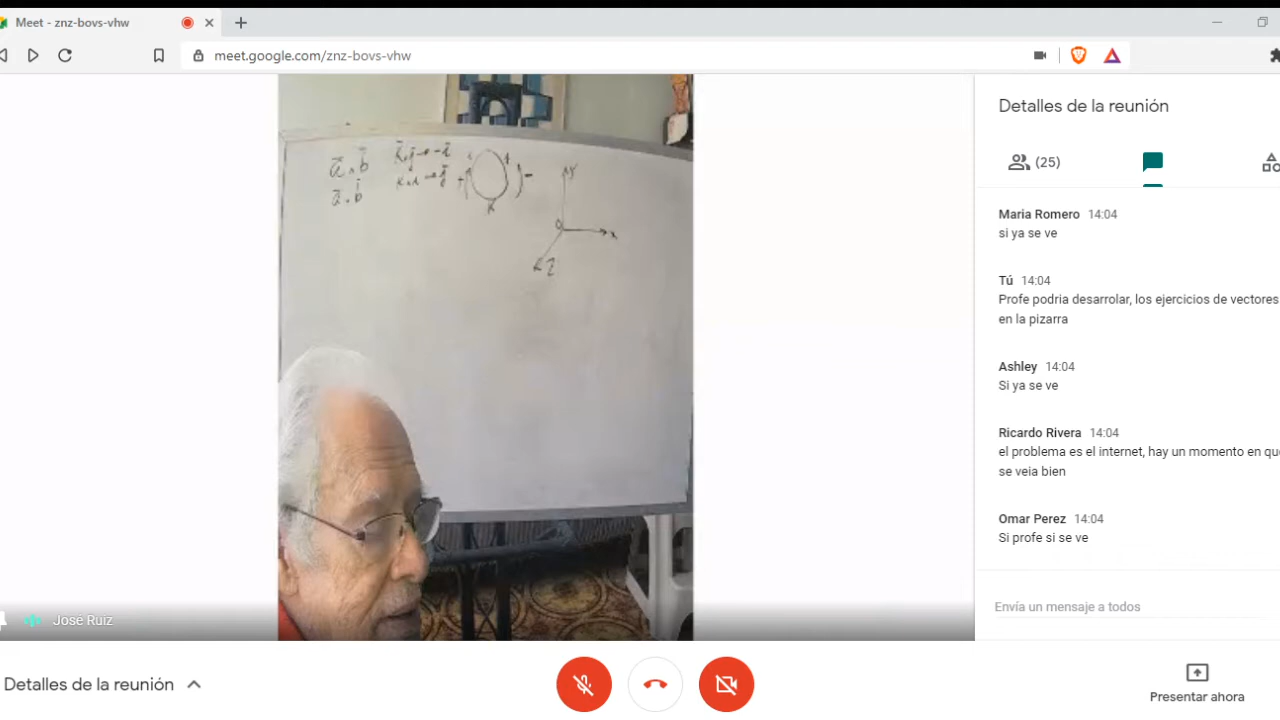 Meet - znz-bovs-vhw
meet.google.com/znz-bovs-vhw
Detalles de la reunión
(25)
Maria Romero 14:04
si ya se ve
Tú 14:04
Profe podria desarrolar, los ejercicios de vectores
en la pizarra
Ashley 14:04
Si ya se ve
Ricardo Rivera 14:04
el problema es el internet, hay un momento en que
se veia bien
Omar Perez 14:04
Si profe si se ve
Envía un mensaje a todos
José Ruiz
Detalles de la reunión
Presentar ahora